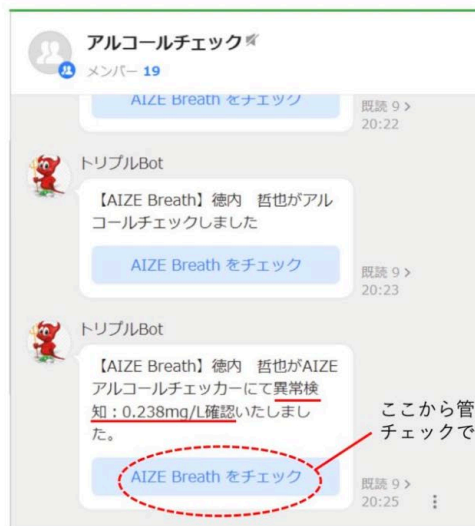 アルコールチェック
メンバー 19
AIZE Breath をチェック
既読 9 >
20:22
トリプルBot
【AIZE Breath】徳内　哲也がアル
コールチェックしました
AIZE Breath をチェック
既読 9 >
20:23
トリプルBot
【AIZE Breath】徳内　哲也がAIZE
アルコールチェッカーにて異常検
知：0.238mg/L確認いたしまし
た。
ここから管
チェックで
AIZE Breath をチェック
既読 9 >
20:25